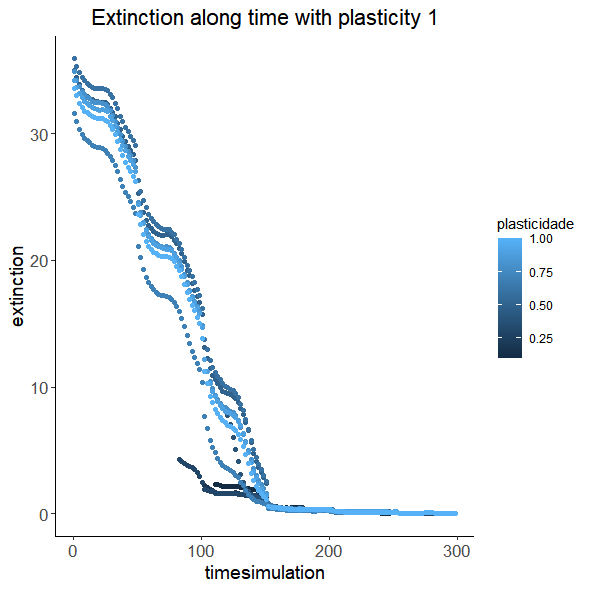 Extinction along time with plasticity 1
extinction
30
20
10
0
0 100 200 300
timesimulation
plasticidade
1.00
0.75
0.50
0.25